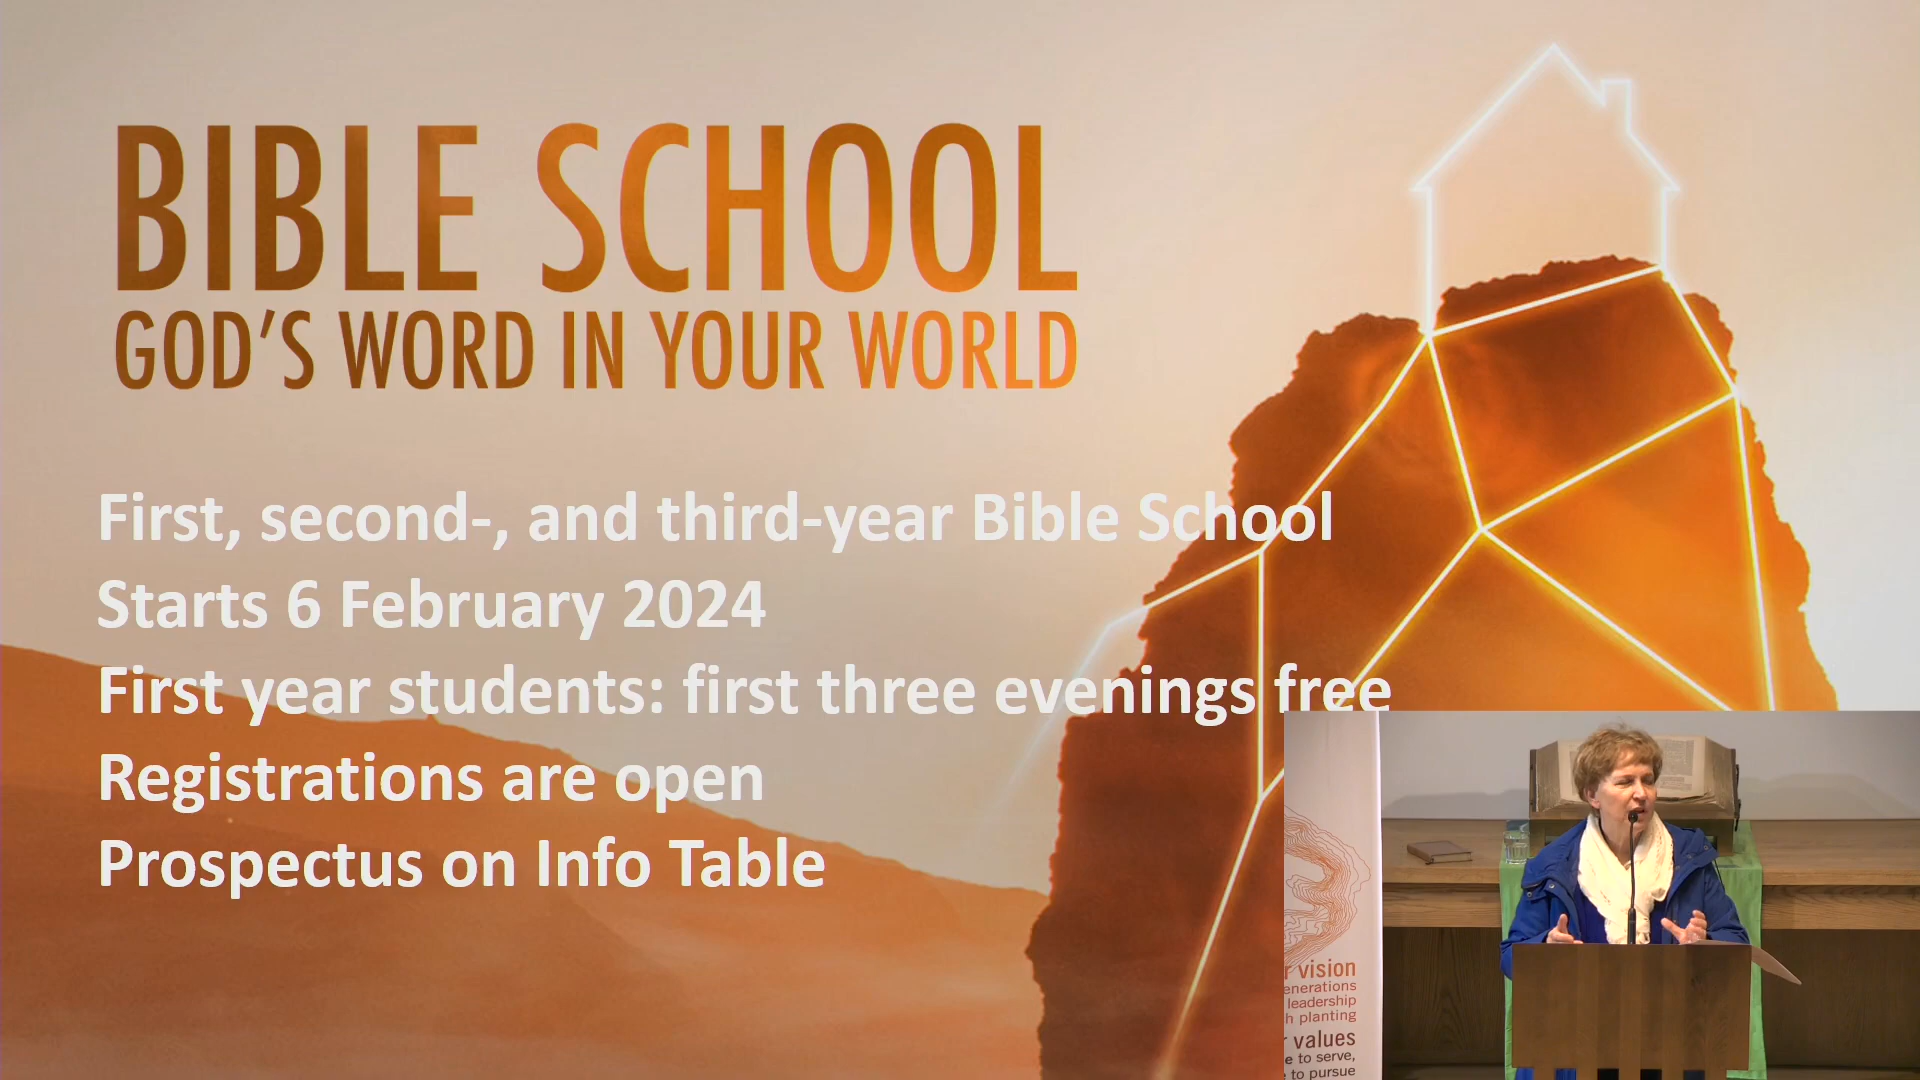 BIBLE SCHOOL
GOD'S WORD IN YOUR WORLD
First, second-, and third-year Bible School
Starts 6 February 2024
First year students: first three evenings free
Registrations are open
Prospectus on Info Table
vision
leadership
planting
values
to serve,
to pursue